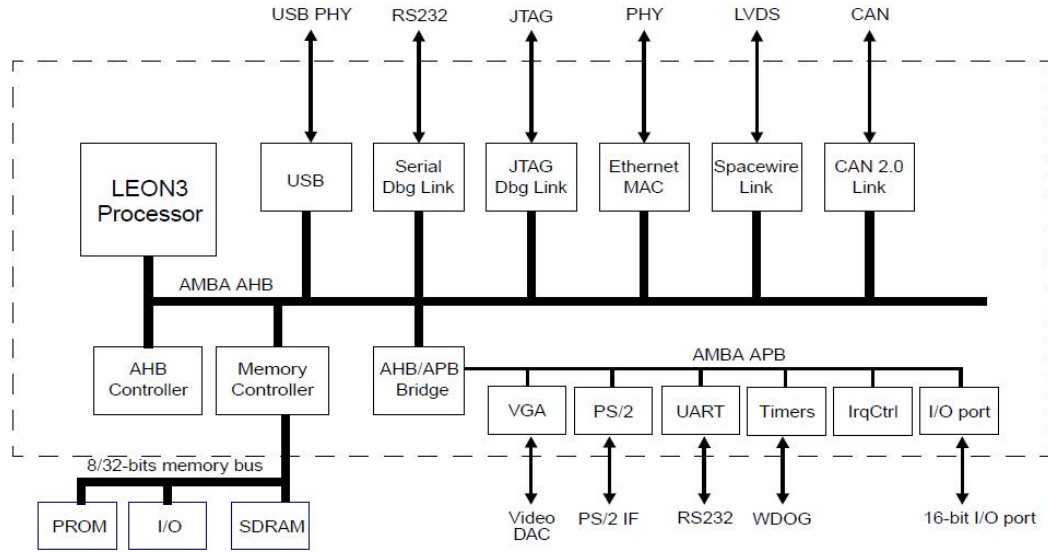 USB PHY RS232 JTAG PHY LVDS CAN
LEON3
Processor
USB
Serial
Dbg Link
JTAG
Dbg Link
Ethernet
MAC
Spacewire
Link
CAN 2.0
Link
AMBA AHB
AHB
Controller
Memory
Controller
AHB/APB
Bridge
AMBA APB
VGA
PS/2
UART
Timers
IrqCtrl
I/O port
8/32-bits memory bus
PROM
I/O
SDRAM
Video
DAC
PS/2 IF
RS232
WDOG
16-bit I/O port